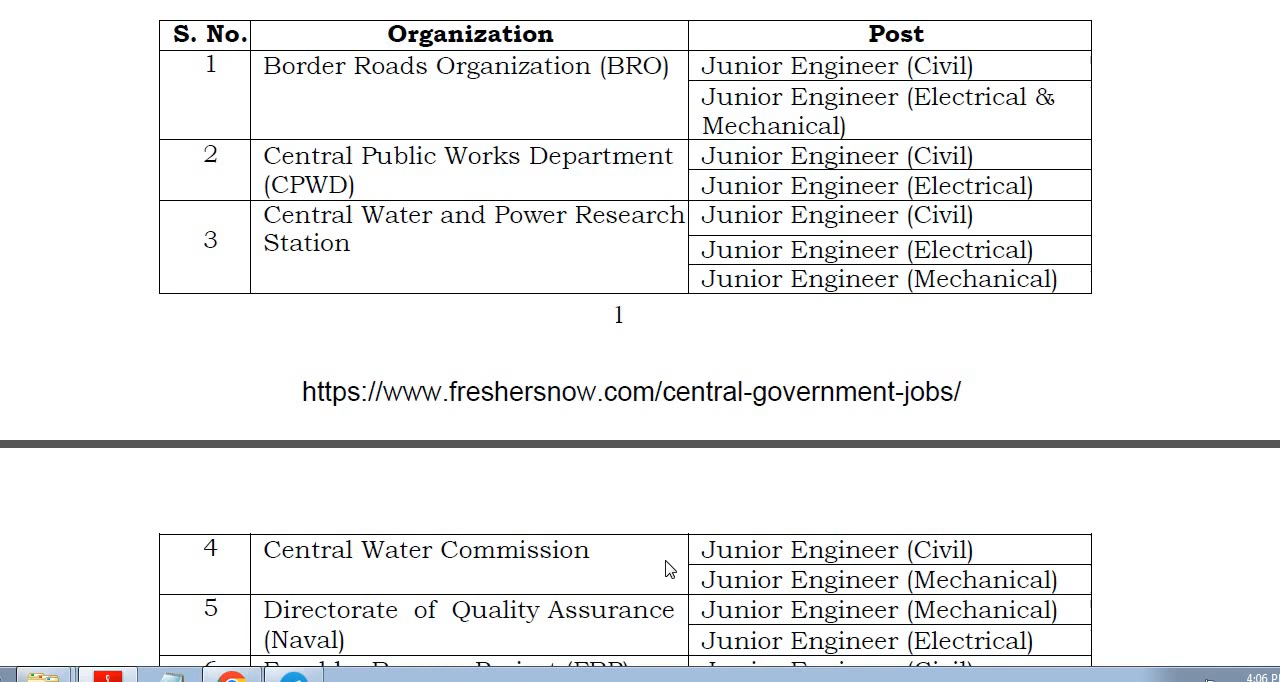 S. No. Organization Post
1 Border Roads Organization (BRO) Junior Engineer (Civil)
Junior Engineer (Electrical &
Mechanical)
2 Central Public Works Department Junior Engineer (Civil)
(CPWD) Junior Engineer (Electrical)
Central Water and Power Research Junior Engineer (Civil)
3 Station Junior Engineer (Electrical)
Junior Engineer (Mechanical)
1
https://www.freshersnow.com/central-government-jobs/
4 Central Water Commission Junior Engineer (Civil)
Junior Engineer (Mechanical)
5 Directorate of Quality Assurance Junior Engineer (Mechanical)
(Naval) Junior Engineer (Electrical)
4:06 P